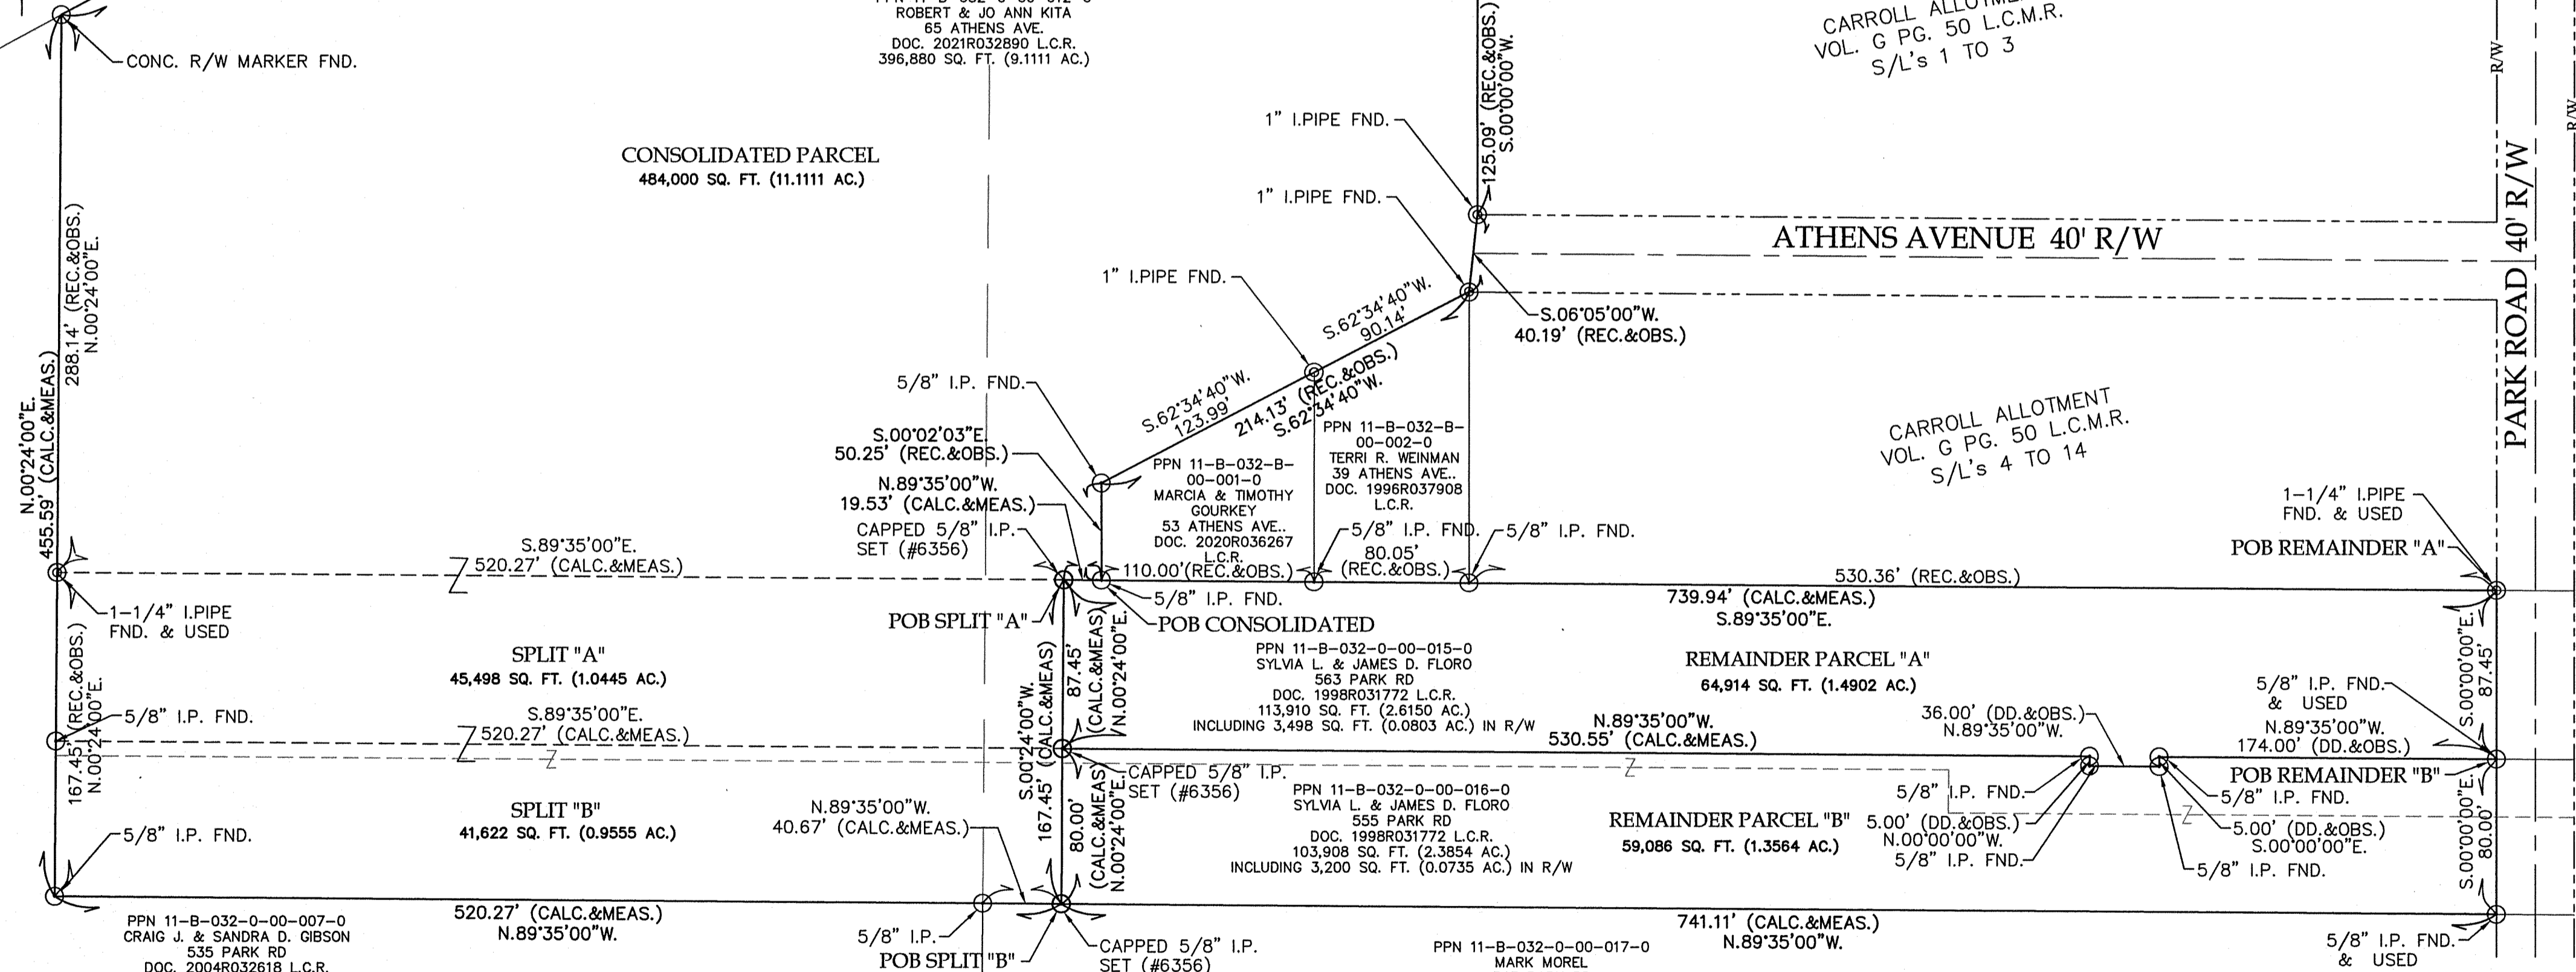 ROBERT & JO ANN KITA
65 ATHENS AVE.
DOC. 2021R032890 L.C.R.
396,880 SQ. FT. (9.1111 AC.)
CONC. R/W MARKER FND.
CONSOLIDATED PARCEL
484,000 SQ. FT. (11.1111 AC.)
125.09' (REC.&OBS.)
S.00°00'00"W.
CARROLL
VOL. G PG. 50 L.C.M.R.
S/L's 1 TO 3
R/W
R/W
1" I.PIPE FND.
1" I.PIPE FND.
1" I.PIPE FND.
ATHENS AVENUE 40' R/W
PARK ROAD 40' R/W
S.06°05'00"W.
40.19' (REC.&OBS.)
S.62°34'40"W.
90.14'
S.62°34'40"W.
123.99'
214.13' (REC.&OBS.)
S.62°34'40"W.
288.14' (REC.&OBS.)
N.00°24'00"E.
N.00°24'00"E.
455.59' (CALC.&MEAS.)
5/8" I.P. FND.
S.00°02'03"E.
50.25' (REC.&OBS.)
N.89°35'00"W.
19.53' (CALC.&MEAS.)
CAPPED 5/8" I.P.
SET (#6356)
PPN 11-B-032-B-
00-001-0
MARCIA & TIMOTHY
GOURKEY
53 ATHENS AVE..
DOC. 2020R036267
L.C.R.
PPN 11-B-032-B-
00-002-0
TERRI R. WEINMAN
39 ATHENS AVE..
DOC. 1996R037908
L.C.R.
CARROLL ALLOTMENT
VOL. G PG. 50 L.C.M.R.
S/L's 4 TO 14
5/8" I.P. FND.
5/8" I.P. FND.
110.00'(REC.&OBS.)
80.05'
(REC.&OBS.)
1-1/4" I.PIPE
FND. & USED
POB REMAINDER "A"
S.89°35'00"E.
520.27' (CALC.&MEAS.)
530.36' (REC.&OBS.)
739.94' (CALC.&MEAS.)
S.89°35'00"E.
5/8" I.P. FND.
POB SPLIT "A"
POB CONSOLIDATED
1-1/4" I.PIPE
FND. & USED
SPLIT "A"
45,498 SQ. FT. (1.0445 AC.)
PPN 11-B-032-0-00-015-0
SYLVIA L. & JAMES D. FLORO
563 PARK RD
DOC. 1998R031772 L.C.R.
113,910 SQ. FT. (2.6150 AC.)
INCLUDING 3,498 SQ. FT. (0.0803 AC.) IN R/W
REMAINDER PARCEL "A"
64,914 SQ. FT. (1.4902 AC.)
S.00°00'00"E.
87.45'
87.45'
(CALC.&MEAS)
N.00°24'00"E.
S.00°24'00"W.
167.45' (CALC.&MEAS)
167.45' (REC.&OBS.)
N.00°24'00"E.
5/8" I.P. FND.
S.89°35'00"E.
520.27' (CALC.&MEAS.)
N.89°35'00"W.
530.55' (CALC.&MEAS.)
36.00' (DD.&OBS.)
N.89°35'00"W.
5/8" I.P. FND.
& USED
N.89°35'00"W.
174.00' (DD.&OBS.)
POB REMAINDER "B"
CAPPED 5/8" I.P.
SET (#6356)
SPLIT "B"
41,622 SQ. FT. (0.9555 AC.)
N.89°35'00"W.
40.67' (CALC.&MEAS.)
80.00'
(CALC.&MEAS)
N.00°24'00"E.
PPN 11-B-032-0-00-016-0
SYLVIA L. & JAMES D. FLORO
555 PARK RD
DOC. 1998R031772 L.C.R.
103,908 SQ. FT. (2.3854 AC.)
INCLUDING 3,200 SQ. FT. (0.0735 AC.) IN R/W
REMAINDER PARCEL "B"
59,086 SQ. FT. (1.3564 AC.)
5/8" I.P. FND.
5.00' (DD.&OBS.)
N.00°00'00"W.
5/8" I.P. FND.
5/8" I.P. FND.
5.00' (DD.&OBS.)
S.00°00'00"E.
5/8" I.P. FND.
S.00°00'00"E.
80.00'
5/8" I.P. FND.
520.27' (CALC.&MEAS.)
N.89°35'00"W.
5/8" I.P.
POB SPLIT "B"
CAPPED 5/8" I.P.
SET (#6356)
741.11' (CALC.&MEAS.)
N.89°35'00"W.
5/8" I.P. FND.
& USED
PPN 11-B-032-0-00-007-0
CRAIG J. & SANDRA D. GIBSON
535 PARK RD
DOC. 2004R032618 L.C.R.
PPN 11-B-032-0-00-017-0
MARK MOREL